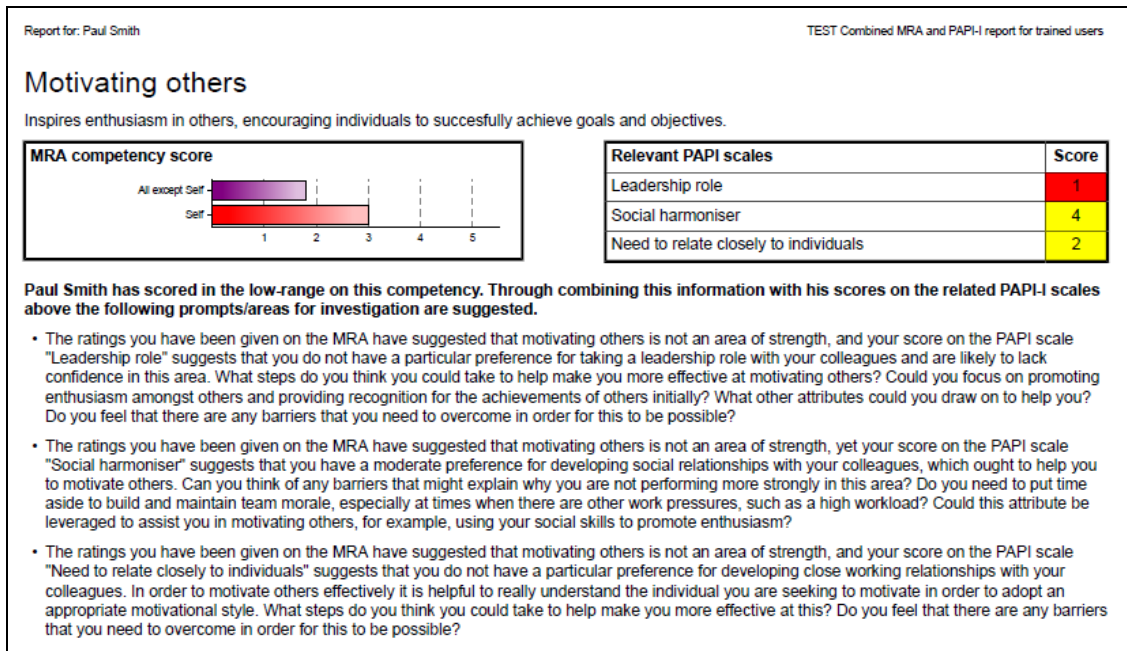 Report for: Paul Smith
TEST Combined MRA and PAPI-I report for trained users
Motivating others
Inspires enthusiasm in others, encouraging individuals to succesfully achieve goals and objectives.
MRA competency score
All except Self
Self
1 2 3 4 5
Relevant PAPI scales Score
Leadership role 1
Social harmoniser 4
Need to relate closely to individuals 2
Paul Smith has scored in the low-range on this competency. Through combining this information with his scores on the related PAPI-I scales
above the following prompts/areas for investigation are suggested.
• The ratings you have been given on the MRA have suggested that motivating others is not an area of strength, and your score on the PAPI scale
"Leadership role" suggests that you do not have a particular preference for taking a leadership role with your colleagues and are likely to lack
confidence in this area. What steps do you think you could take to help make you more effective at motivating others? Could you focus on promoting
enthusiasm amongst others and providing recognition for the achievements of others initially? What other attributes could you draw on to help you?
Do you feel that there are any barriers that you need to overcome in order for this to be possible?
• The ratings you have been given on the MRA have suggested that motivating others is not an area of strength, yet your score on the PAPI scale
"Social harmoniser" suggests that you have a moderate preference for developing social relationships with your colleagues, which ought to help you
to motivate others. Can you think of any barriers that might explain why you are not performing more strongly in this area? Do you need to put time
aside to build and maintain team morale, especially at times when there are other work pressures, such as a high workload? Could this attribute be
leveraged to assist you in motivating others, for example, using your social skills to promote enthusiasm?
• The ratings you have been given on the MRA have suggested that motivating others is not an area of strength, and your score on the PAPI scale
"Need to relate closely to individuals" suggests that you do not have a particular preference for developing close working relationships with your
colleagues. In order to motivate others effectively it is helpful to really understand the individual you are seeking to motivate in order to adopt an
appropriate motivational style. What steps do you think you could take to help make you more effective at this? Do you feel that there are any barriers
that you need to overcome in order for this to be possible?